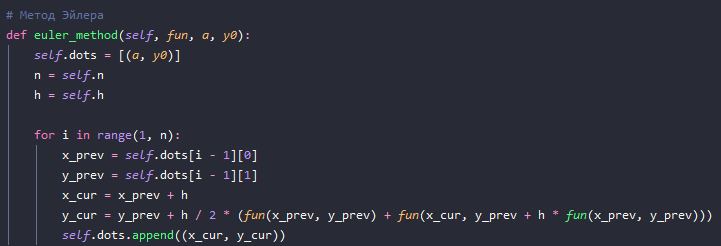 # Метод Эйлера
def euler_method(self, fun, a, y0):
    self.dots = [(a, y0)]
    n = self.n
    h = self.h

    for i in range(1, n):
        x_prev = self.dots[i - 1][0]
        y_prev = self.dots[i - 1][1]
        x_cur = x_prev + h
        y_cur = y_prev + h / 2 * (fun(x_prev, y_prev) + fun(x_cur, y_prev + h * fun(x_prev, y_prev)))
        self.dots.append((x_cur, y_cur))